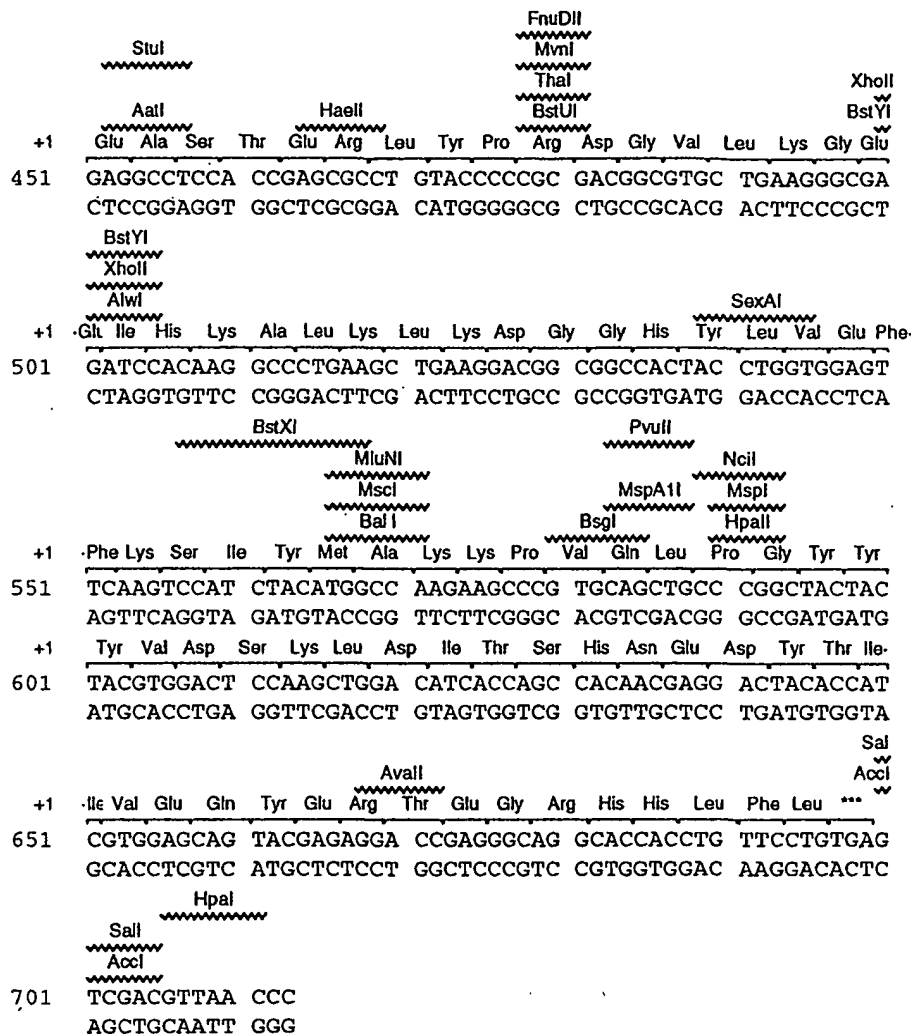 FnuDII
StuI MvnI
ThaI XhoII
AatI HaeII BstUI BstYI
+1 Glu Ala Ser Thr Glu Arg Leu Tyr Pro Arg Asp Gly Val Leu Lys Gly Glu
451 GAGGCCTCCA CCGAGCGCCT GTACCCCCGC GACGGCGTGC TGAAGGGCGA
CTCCGGAGGT GGCTCGCGGA CATGGGGGCG CTGCCGCACG ACTTCCCGCT
BstYI
XhoII
AlwI SexAI
+1 ·Glu Ile His Lys Ala Leu Lys Leu Lys Asp Gly Gly His Tyr Leu Val Glu Phe·
501 GATCCACAAG GCCCTGAAGC TGAAGGACGG CGGCCACTAC CTGGTGGAGT
CTAGGTGTTC CGGGACTTCG ACTTCCTGCC GCCGGTGATG GACCACCTCA
BstXI PvuII
MluNI NciI
MscI MspA1I MspI
Bal I BsgI HpaII
+1 ·Phe Lys Ser Ile Tyr Met Ala Lys Lys Pro Val Gln Leu Pro Gly Tyr Tyr
551 TCAAGTCCAT CTACATGGCC AAGAAGCCCG TGCAGCTGCC CGGCTACTAC
AGTTCAGGTA GATGTACCGG TTCTTCGGGC ACGTCGACGG GCCGATGATG
+1 Tyr Val Asp Ser Lys Leu Asp Ile Thr Ser His Asn Glu Asp Tyr Thr Ile·
601 TACGTGGACT CCAAGCTGGA CATCACCAGC CACAACGAGG ACTACACCAT
ATGCACCTGA GGTTCGACCT GTAGTGGTCG GTGTTGCTCC TGATGTGGTA
SalI
AvaII AccI
+1 ·Ile Val Glu Gln Tyr Glu Arg Thr Glu Gly Arg His His Leu Phe Leu ***
651 CGTGGAGCAG TACGAGAGGA CCGAGGGCAG GCACCACCTG TTCCTGTGAG
GCACCTCGTC ATGCTCTCCT GGCTCCCGTC CGTGGTGGAC AAGGACACTC
HpaI
SalI
AccI
701 TCGACGTTAA CCC
AGCTGCAATT GGG